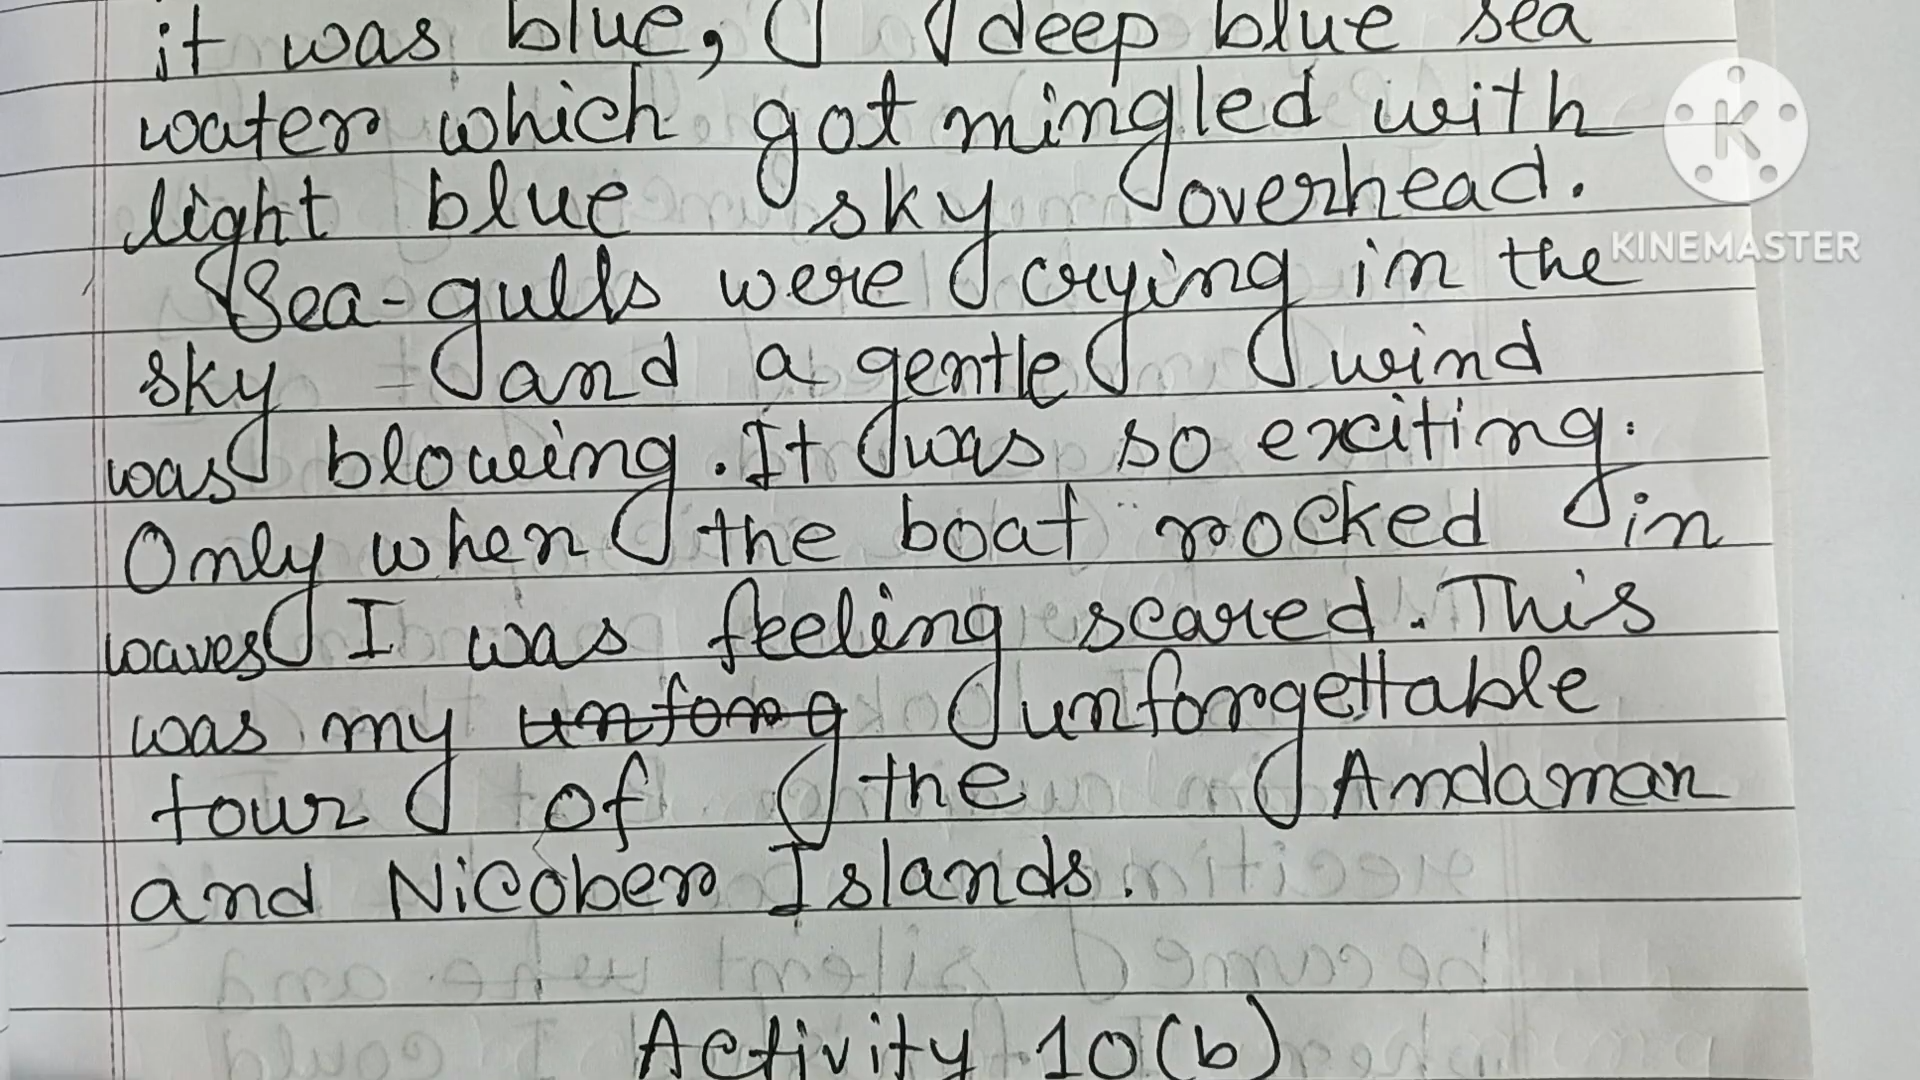 it was blue, deep blue sea
water which got mingled with
light blue sky overhead.
Sea-gulls were crying in the
sky and a gentle wind
was blowing. It was so exciting.
Only when the boat rocked in
waves I was feeling scared. This
was my unforg unforgettable
tour of the Andaman
and Nicober Islands.
Activity 10(b)
K
KINEMASTER